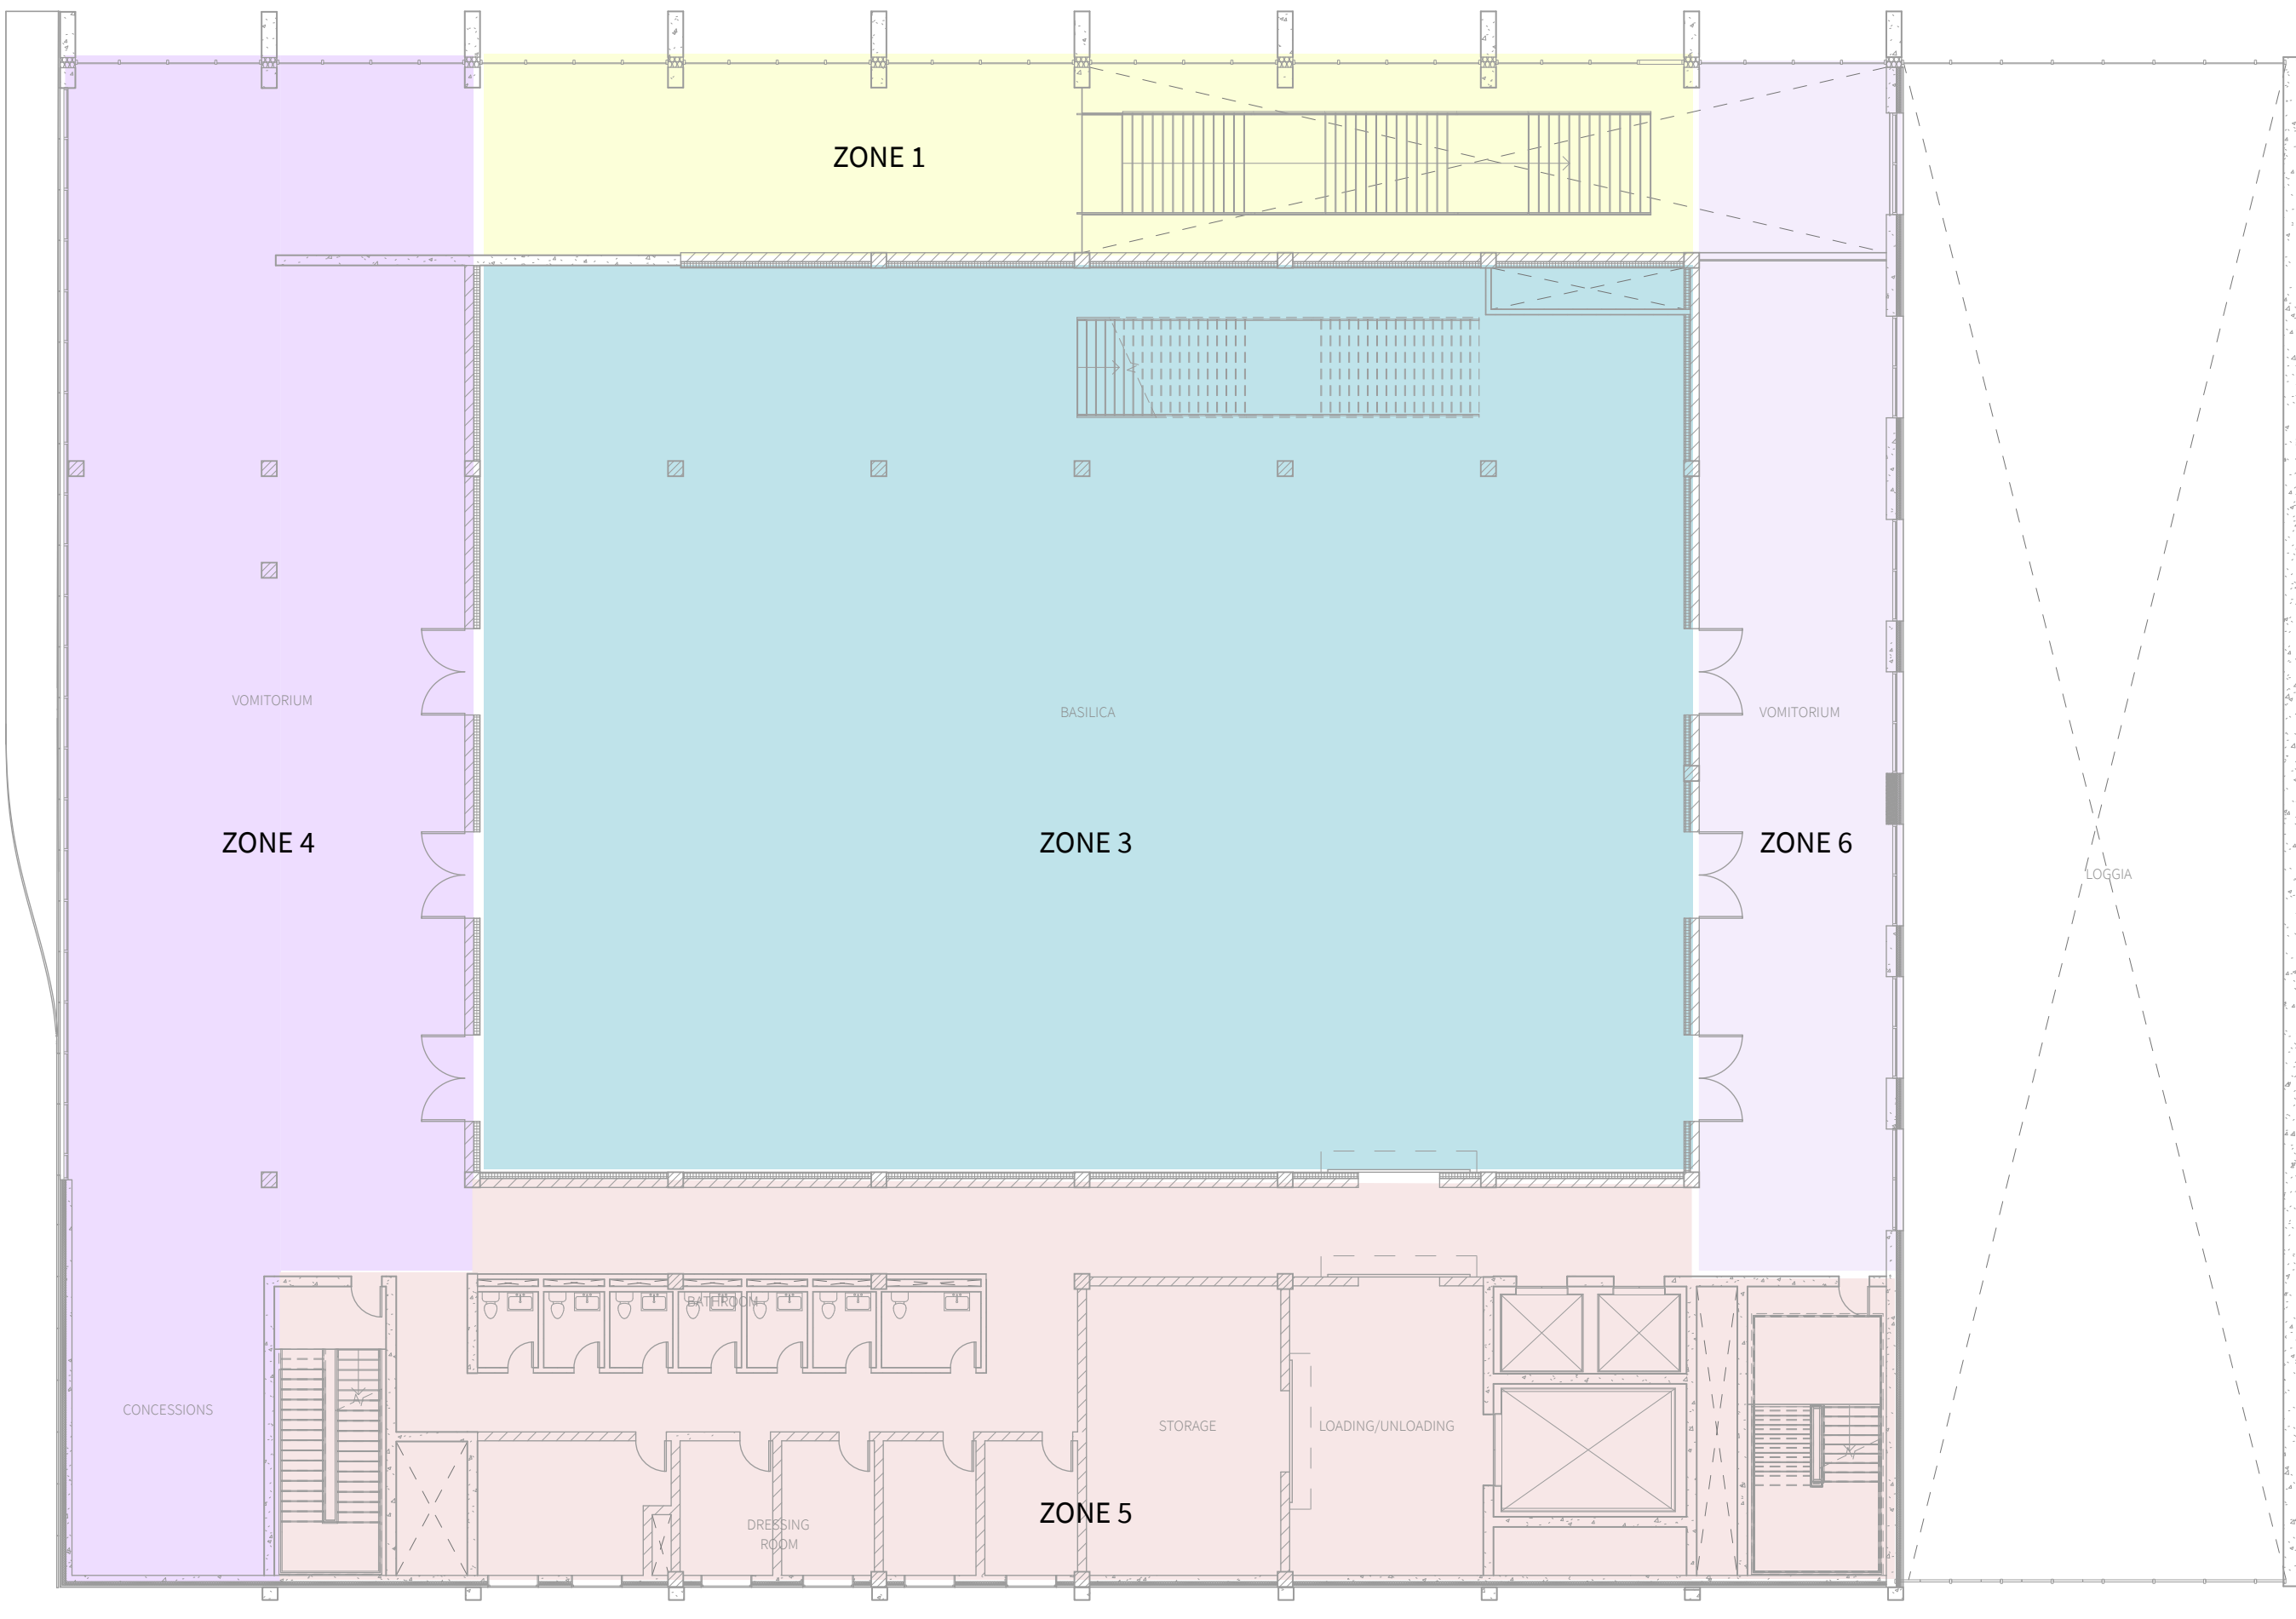 ZONE 1
VOMITORIUM
BASILICA
VOMITORIUM
ZONE 4
ZONE 3
ZONE 6
LOGGIA
BATHROOM
CONCESSIONS
STORAGE
LOADING/UNLOADING
ZONE 5
DRESSING
ROOM